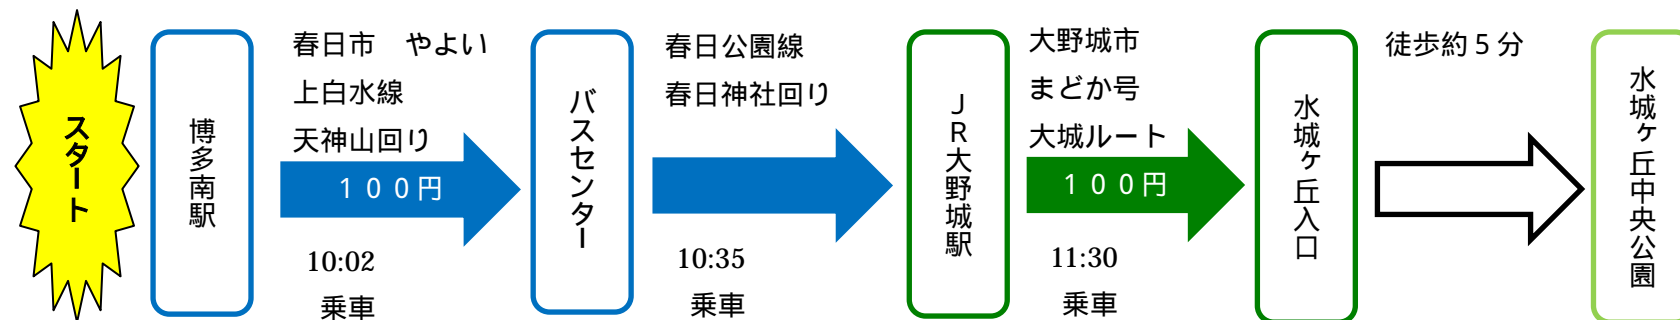 スタート
博多南駅
春日市　やよい
上白水線
天神山回り
１００円
10:02
乗車
バスセンター
春日公園線
春日神社回り
10:35
乗車
ＪＲ大野城駅
大野城市
まどか号
大城ルート
１００円
11:30
乗車
水城ヶ丘入口
徒歩約５分
水城ヶ丘中央公園